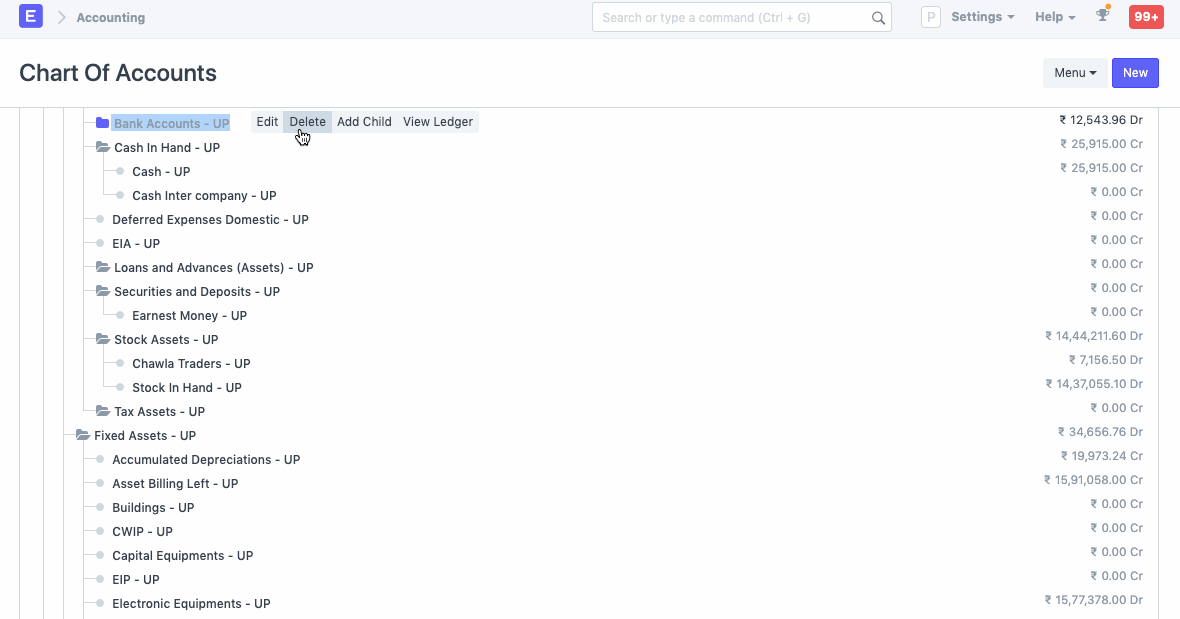 E Accounting Search or type a command (Ctrl + G) P Settings Help 99+
Chart Of Accounts Menu New
Bank Accounts - UP Edit Delete Add Child View Ledger ₹ 12,543.96 Dr
Cash In Hand - UP ₹ 25,915.00 Cr
Cash - UP ₹ 25,915.00 Cr
Cash Inter company - UP ₹ 0.00 Cr
Deferred Expenses Domestic - UP ₹ 0.00 Cr
EIA - UP ₹ 0.00 Cr
Loans and Advances (Assets) - UP ₹ 0.00 Cr
Securities and Deposits - UP ₹ 0.00 Cr
Earnest Money - UP ₹ 0.00 Cr
Stock Assets - UP ₹ 14,44,211.60 Dr
Chawla Traders - UP ₹ 7,156.50 Dr
Stock In Hand - UP ₹ 14,37,055.10 Dr
Tax Assets - UP ₹ 0.00 Cr
Fixed Assets - UP ₹ 34,656.76 Dr
Accumulated Depreciations - UP ₹ 19,973.24 Cr
Asset Billing Left - UP ₹ 15,91,058.00 Cr
Buildings - UP ₹ 0.00 Cr
CWIP - UP ₹ 0.00 Cr
Capital Equipments - UP ₹ 0.00 Cr
EIP - UP ₹ 0.00 Cr
Electronic Equipments - UP ₹ 15,77,378.00 Dr